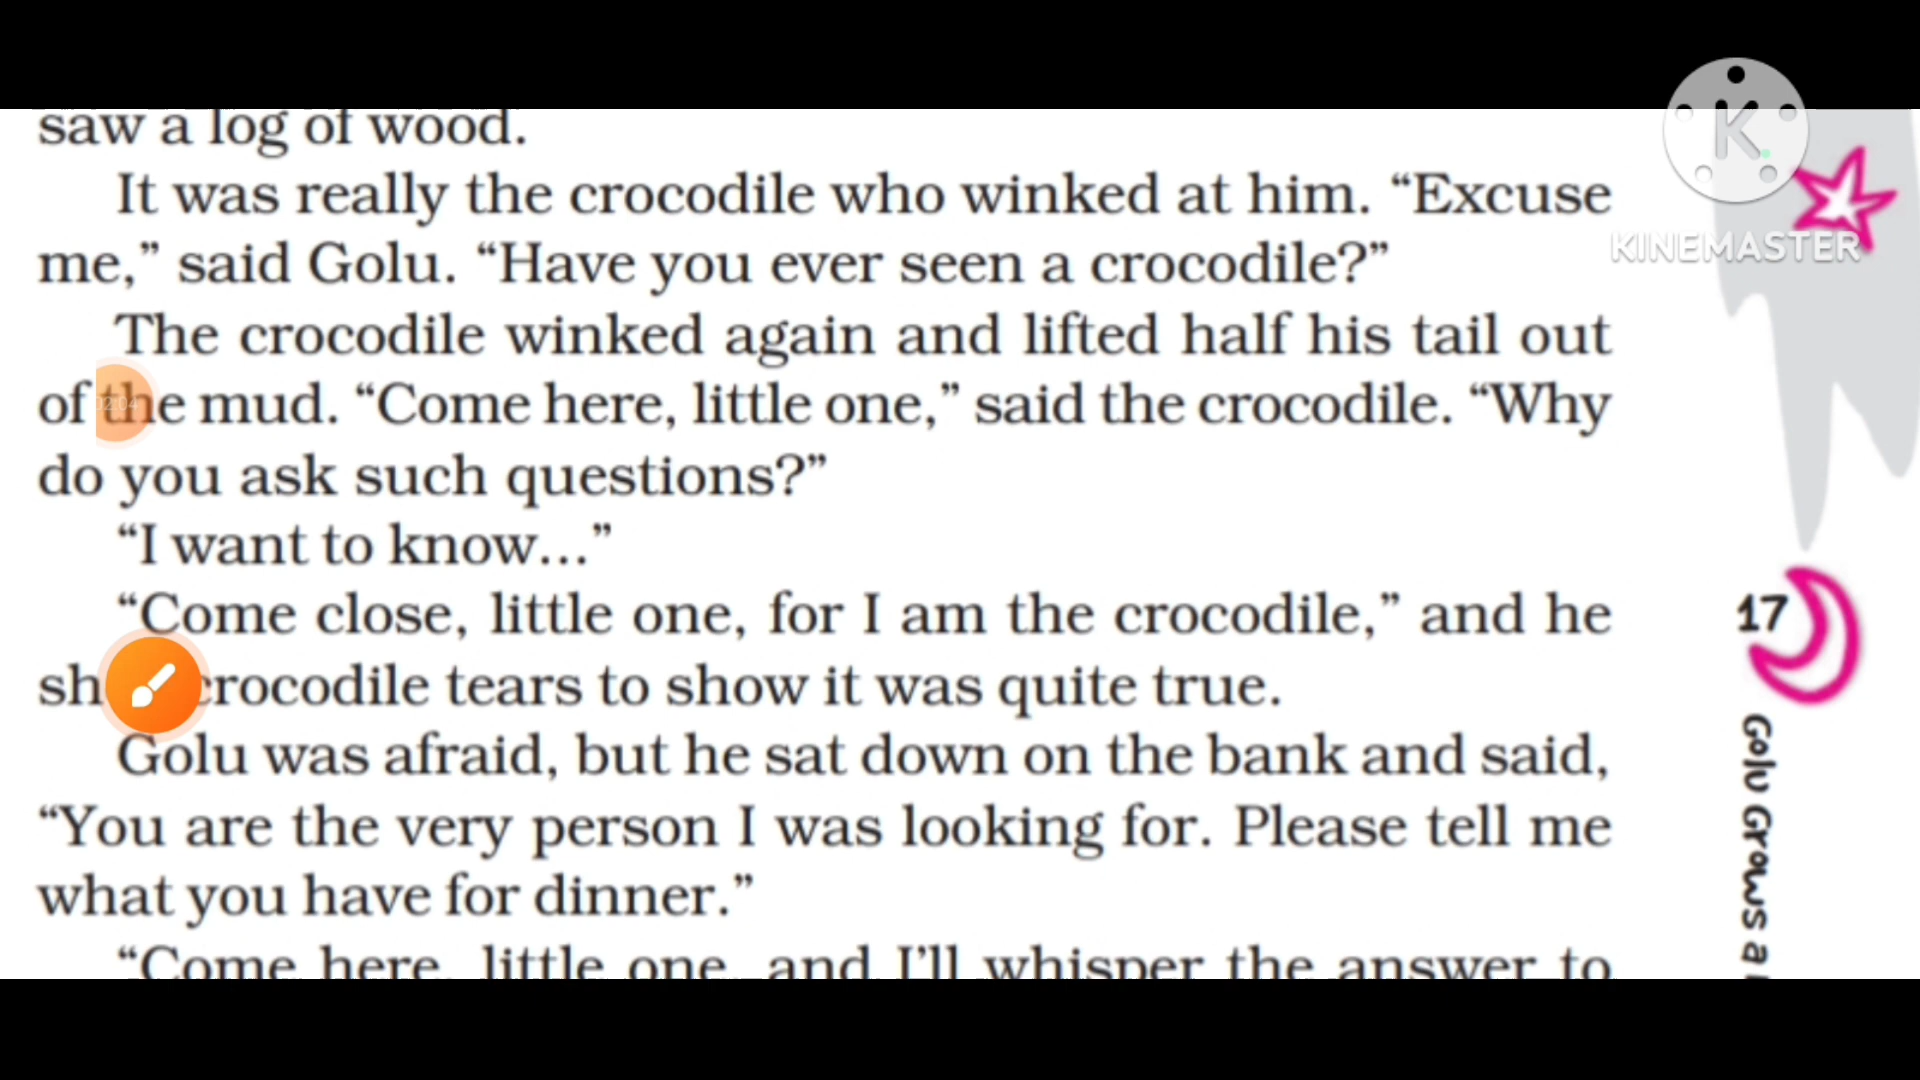 saw a log of wood.
It was really the crocodile who winked at him. “Excuse
me,” said Golu. “Have you ever seen a crocodile?”
The crocodile winked again and lifted half his tail out
of the mud. “Come here, little one,” said the crocodile. “Why
do you ask such questions?”
“I want to know...”
“Come close, little one, for I am the crocodile,” and he
sh crocodile tears to show it was quite true.
Golu was afraid, but he sat down on the bank and said,
“You are the very person I was looking for. Please tell me
what you have for dinner.”
“Come here, little one, and I’ll whisper the answer to
K
KINEMASTER
02:04
17
Golu Grows a